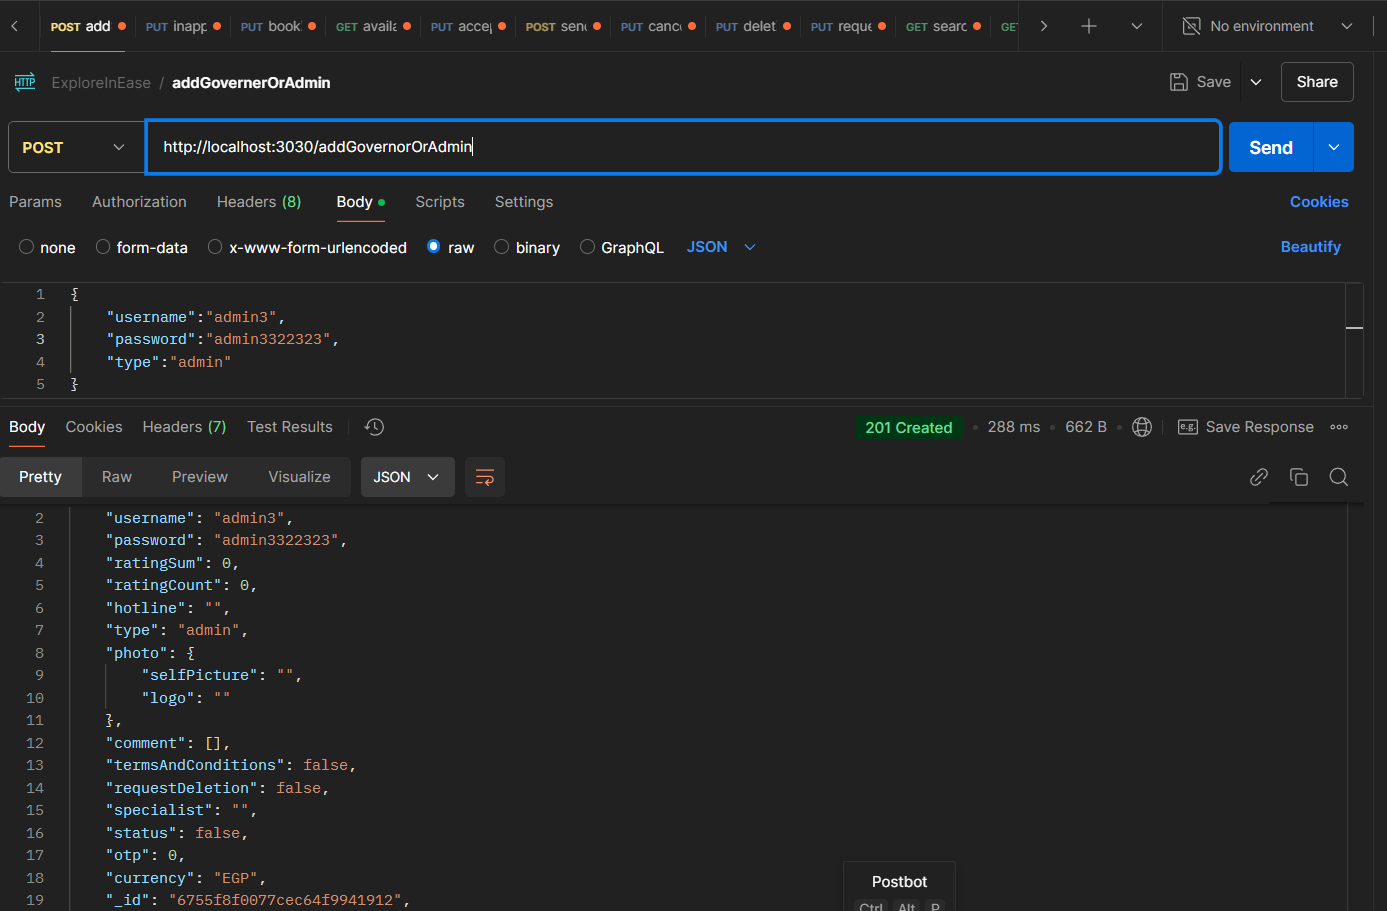 POST add PUT inapp PUT book GET availa PUT accep POST send PUT canc PUT delet PUT reque GET searc GET No environment
HTTP ExploreInEase / addGovernerOrAdmin Save Share
POST http://localhost:3030/addGovernorOrAdmin Send
Params Authorization Headers (8) Body Scripts Settings Cookies
none form-data x-www-form-urlencoded raw binary GraphQL JSON Beautify
1 {
2 "username":"admin3",
3 "password":"admin3322323",
4 "type":"admin"
5 }
Body Cookies Headers (7) Test Results 201 Created 288 ms 662 B e.g. Save Response
Pretty Raw Preview Visualize JSON
2 "username": "admin3",
3 "password": "admin3322323",
4 "ratingSum": 0,
5 "ratingCount": 0,
6 "hotline": "",
7 "type": "admin",
8 "photo": {
9 "selfPicture": "",
10 "logo": ""
11 },
12 "comment": [],
13 "termsAndConditions": false,
14 "requestDeletion": false,
15 "specialist": "",
16 "status": false,
17 "otp": 0,
18 "currency": "EGP",
19 "_id": "6755f8f0077cec64f9941912",
Postbot
Ctrl Alt P